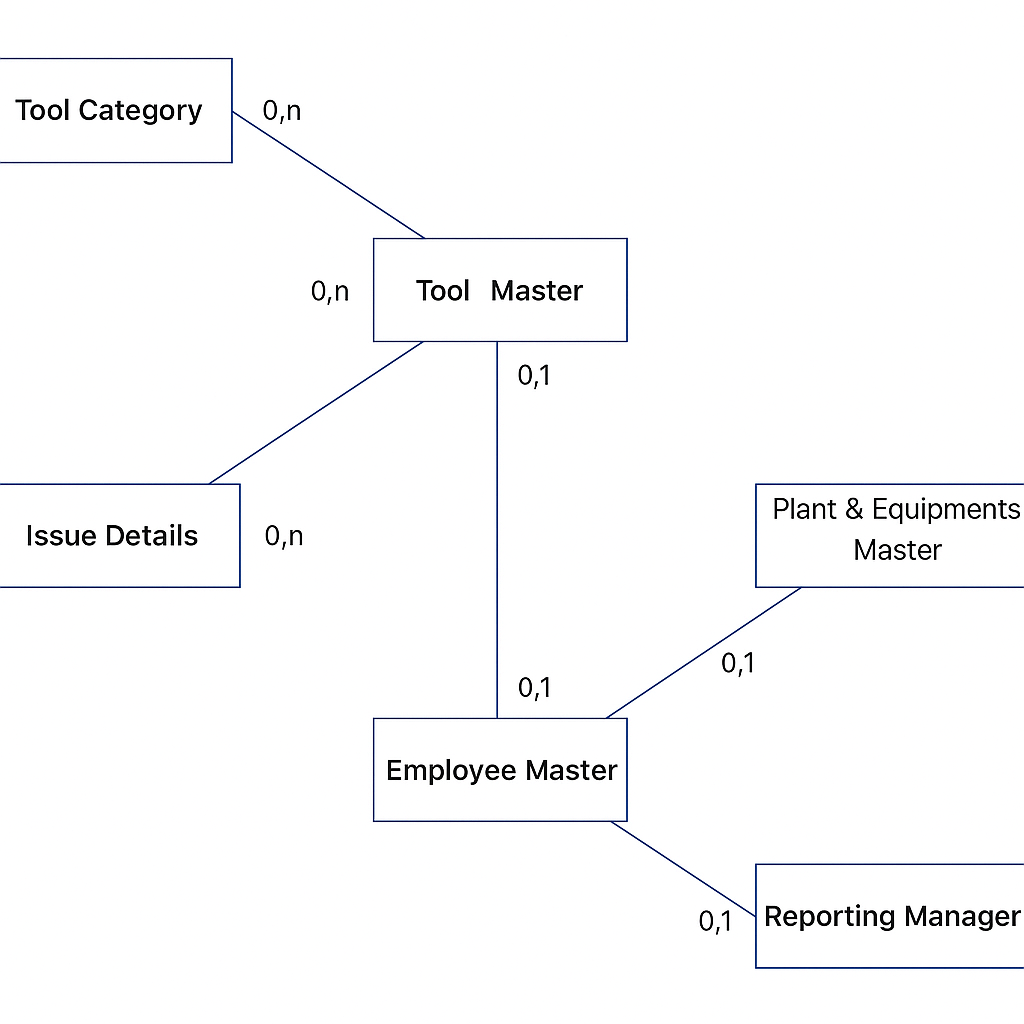 Tool Category
0,n
0,n
Tool Master
0,1
Issue Details
0,n
Plant & Equipments
Master
0,1
0,1
Employee Master
0,1
Reporting Manager